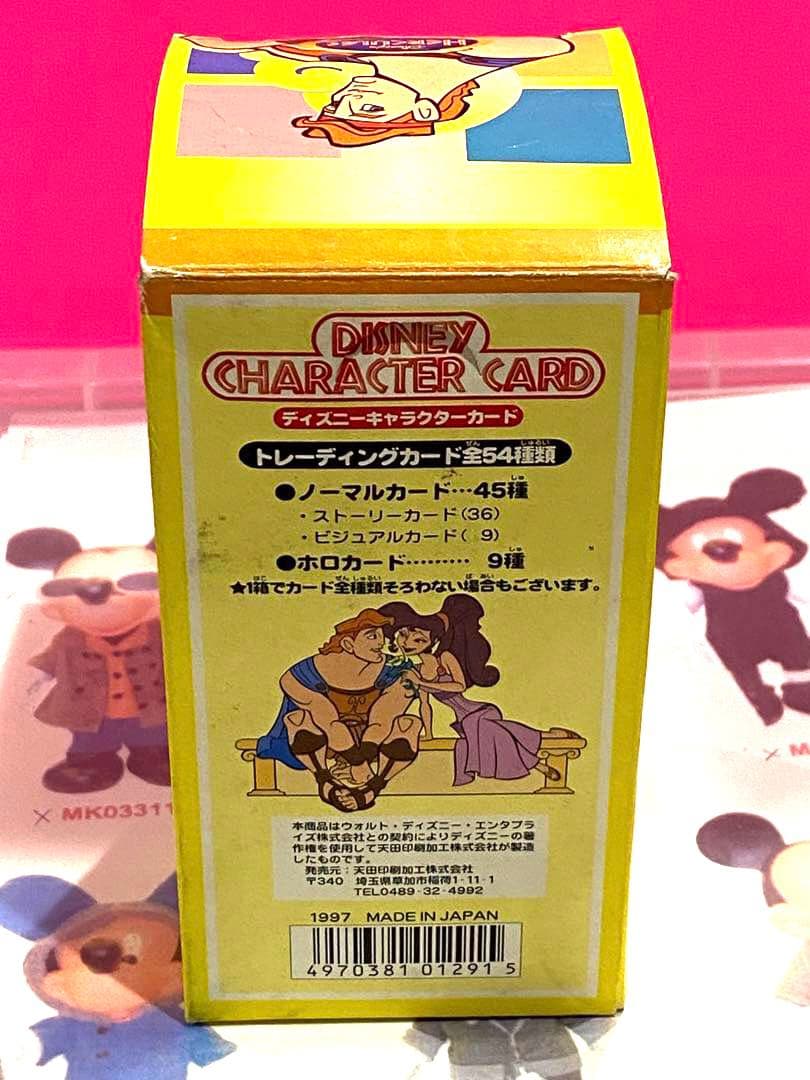 Disney's
HERCULES
DISNEY
CHARACTER CARD
ディズニーキャラクターカード
トレーディングカード全54種類
●ノーマルカード…45種
・ストーリーカード(36)
・ビジュアルカード( 9)
●ホロカード……… 9種
★1箱でカード全種類そろわない場合もございます。
本商品はウォルト・ディズニー・エンタプラ
イズ株式会社との契約によりディズニーの著
作権を使用して天田印刷加工株式会社が製造
したものです。
発売元：天田印刷加工株式会社
〒340 埼玉県草加市稲荷1-11-1
TEL0489-32-4992
1997 MADE IN JAPAN
4970381 012915
× MK03311
× M